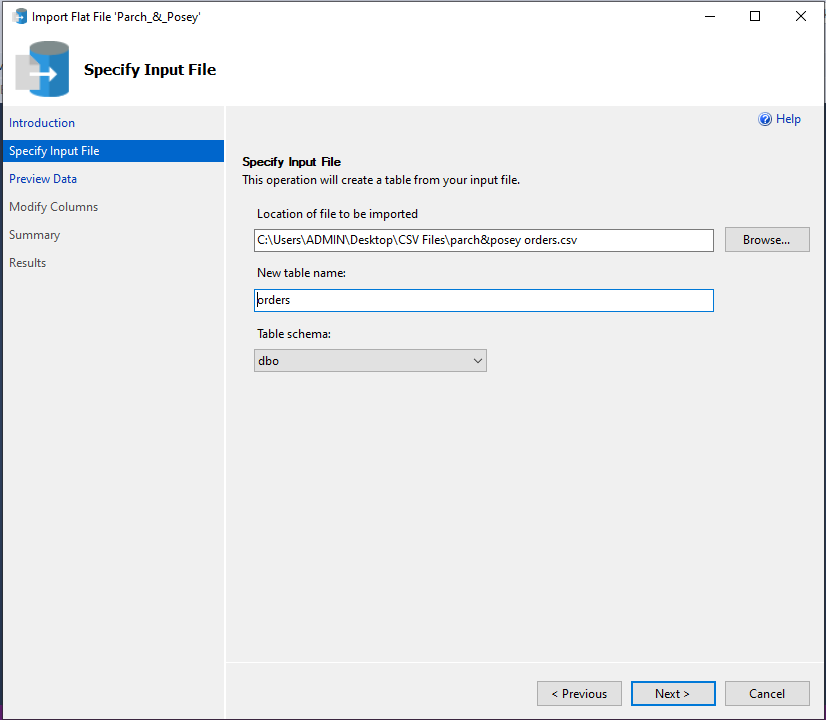 Import Flat File 'Parch_&_Posey'
Specify Input File
Introduction
Specify Input File
Preview Data
Modify Columns
Summary
Results
Help
Specify Input File
This operation will create a table from your input file.
Location of file to be imported
C:\Users\ADMIN\Desktop\CSV Files\parch&posey orders.csv
Browse...
New table name:
orders
Table schema:
dbo
< Previous
Next >
Cancel